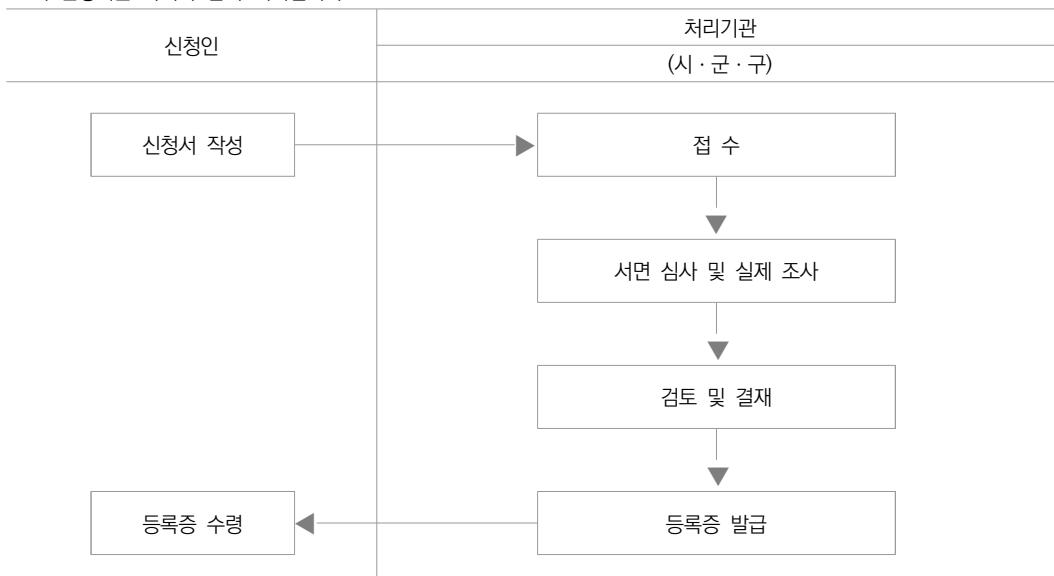 신청인
처리기관
(시 · 군 · 구)
신청서 작성
접 수
서면 심사 및 실제 조사
검토 및 결재
등록증 수령
등록증 발급